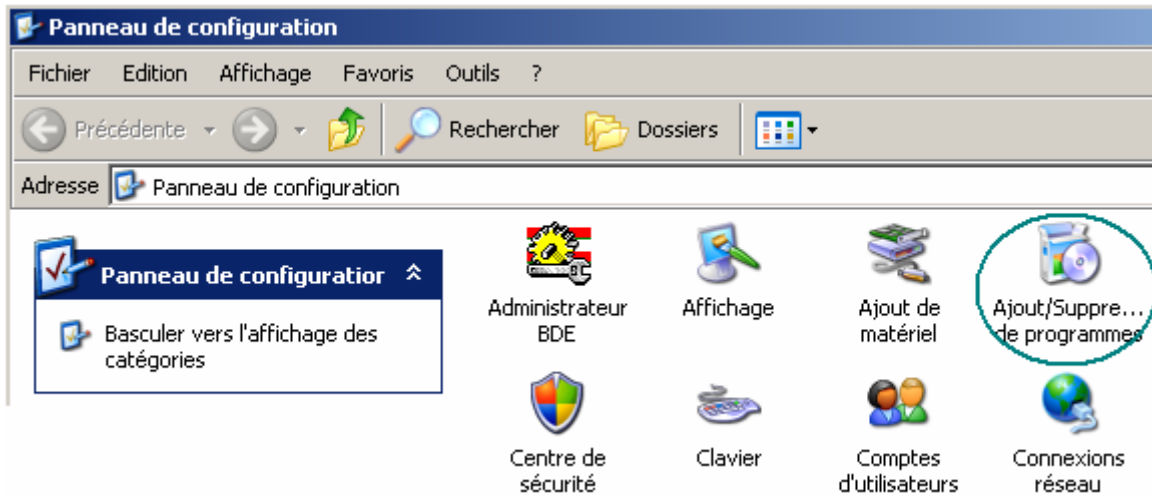 Panneau de configuration
Fichier Edition Affichage Favoris Outils ?
Précédente Rechercher Dossiers
Adresse Panneau de configuration
Panneau de configuration
Basculer vers l'affichage des
catégories
Administrateur
BDE
Affichage
Ajout de
matériel
Ajout/Suppre...
de programmes
Centre de
sécurité
Clavier
Comptes
d'utilisateurs
Connexions
réseau